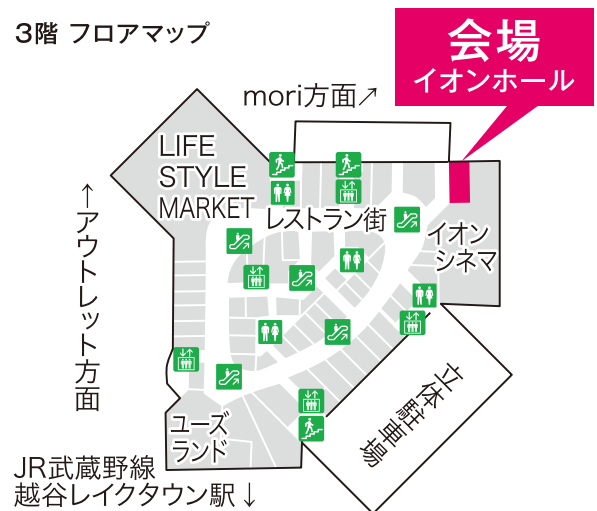 3階 フロアマップ
会場
イオンホール
mori方面↗
LIFE
STYLE
MARKET
レストラン街
イオン
シネマ
←アウトレット方面
立体駐車場
ユーズ
ランド
JR武蔵野線
越谷レイクタウン駅↓